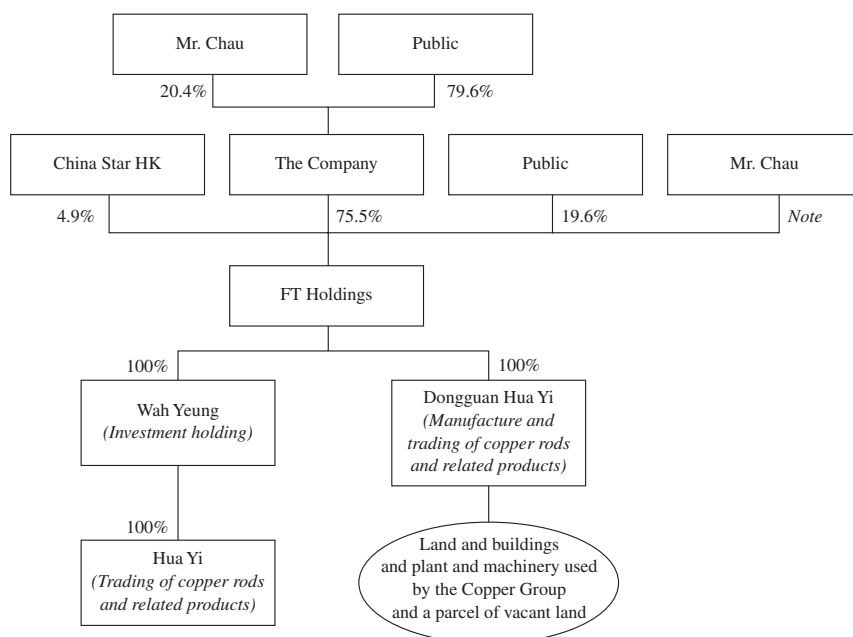 Mr. Chau
Public
20.4%
79.6%
China Star HK
The Company
Public
Mr. Chau
4.9%
75.5%
19.6%
Note
FT Holdings
100%
100%
Wah Yeung
(Investment holding)
Dongguan Hua Yi
(Manufacture and
trading of copper rods
and related products)
100%
Hua Yi
(Trading of copper rods
and related products)
Land and buildings
and plant and machinery used
by the Copper Group
and a parcel of vacant land